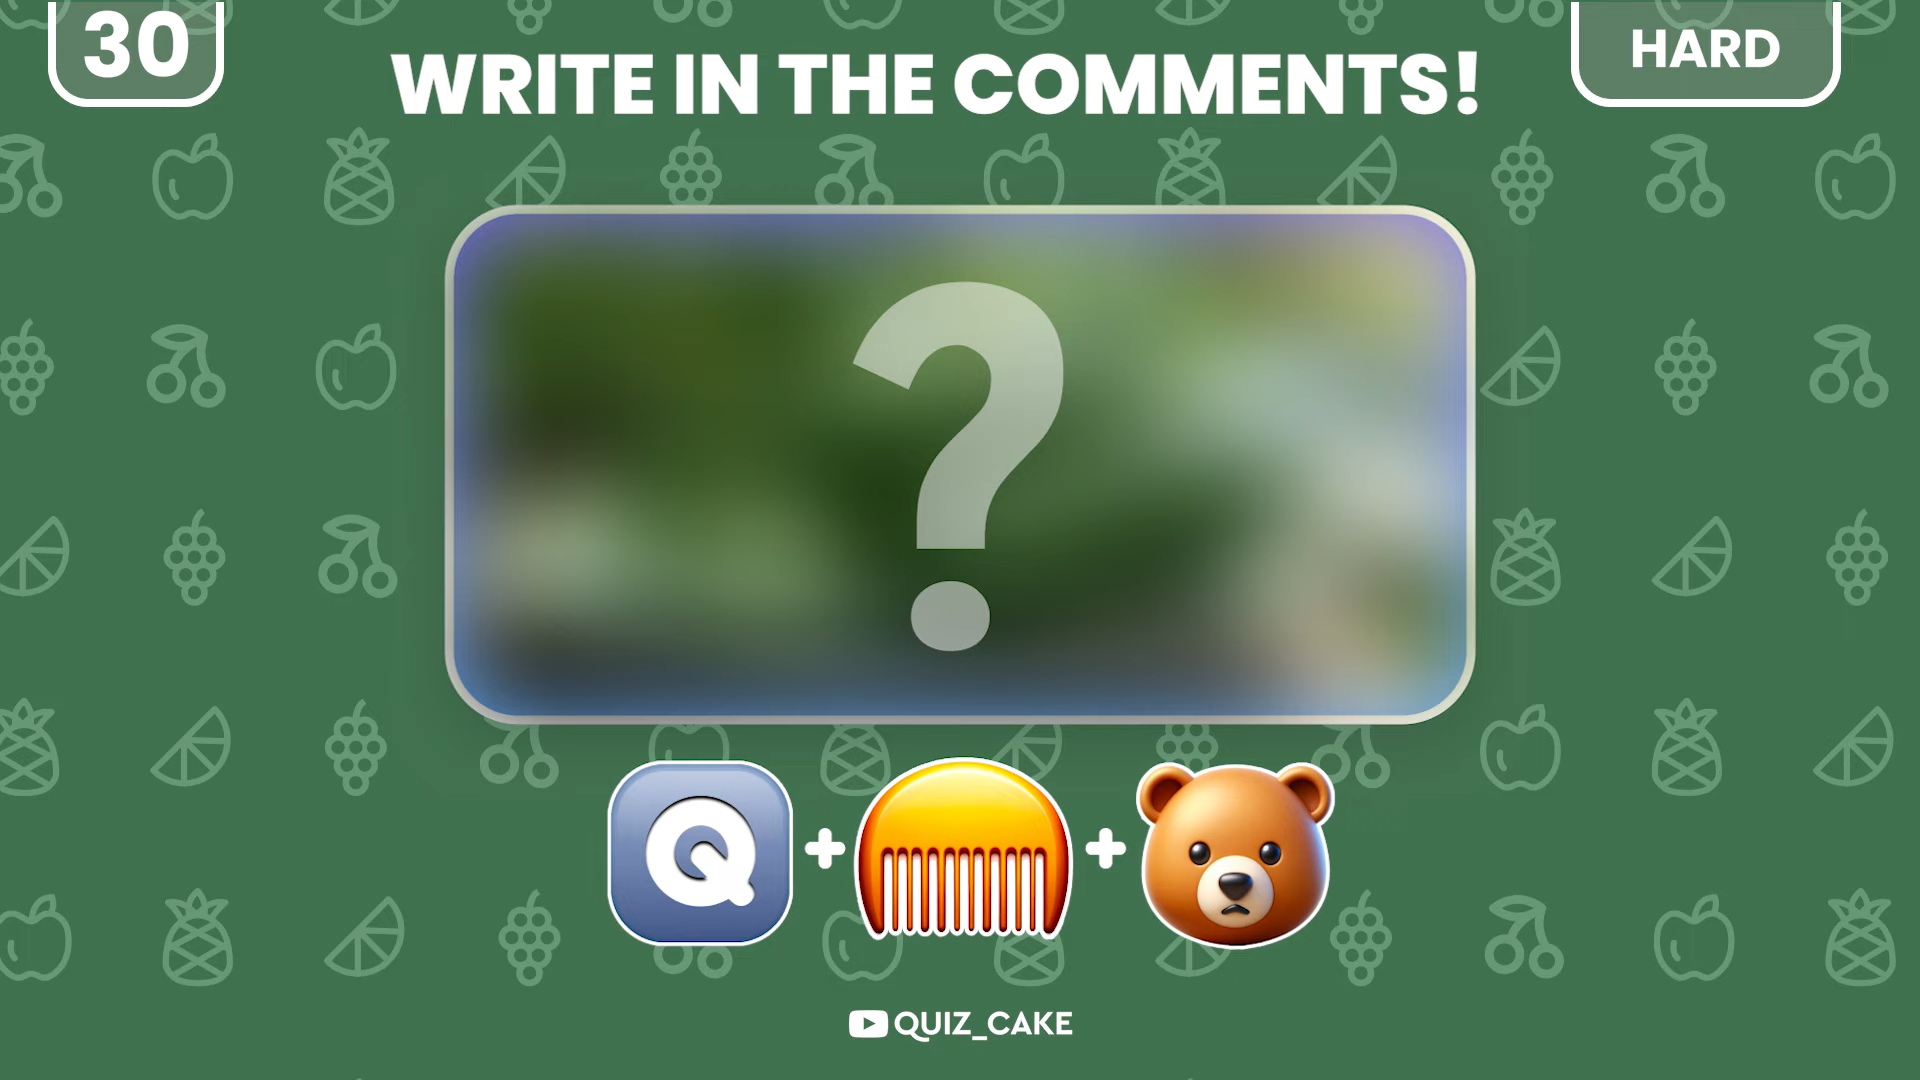 30
WRITE IN THE COMMENTS!
HARD
?
Q + +
QUIZ_CAKE